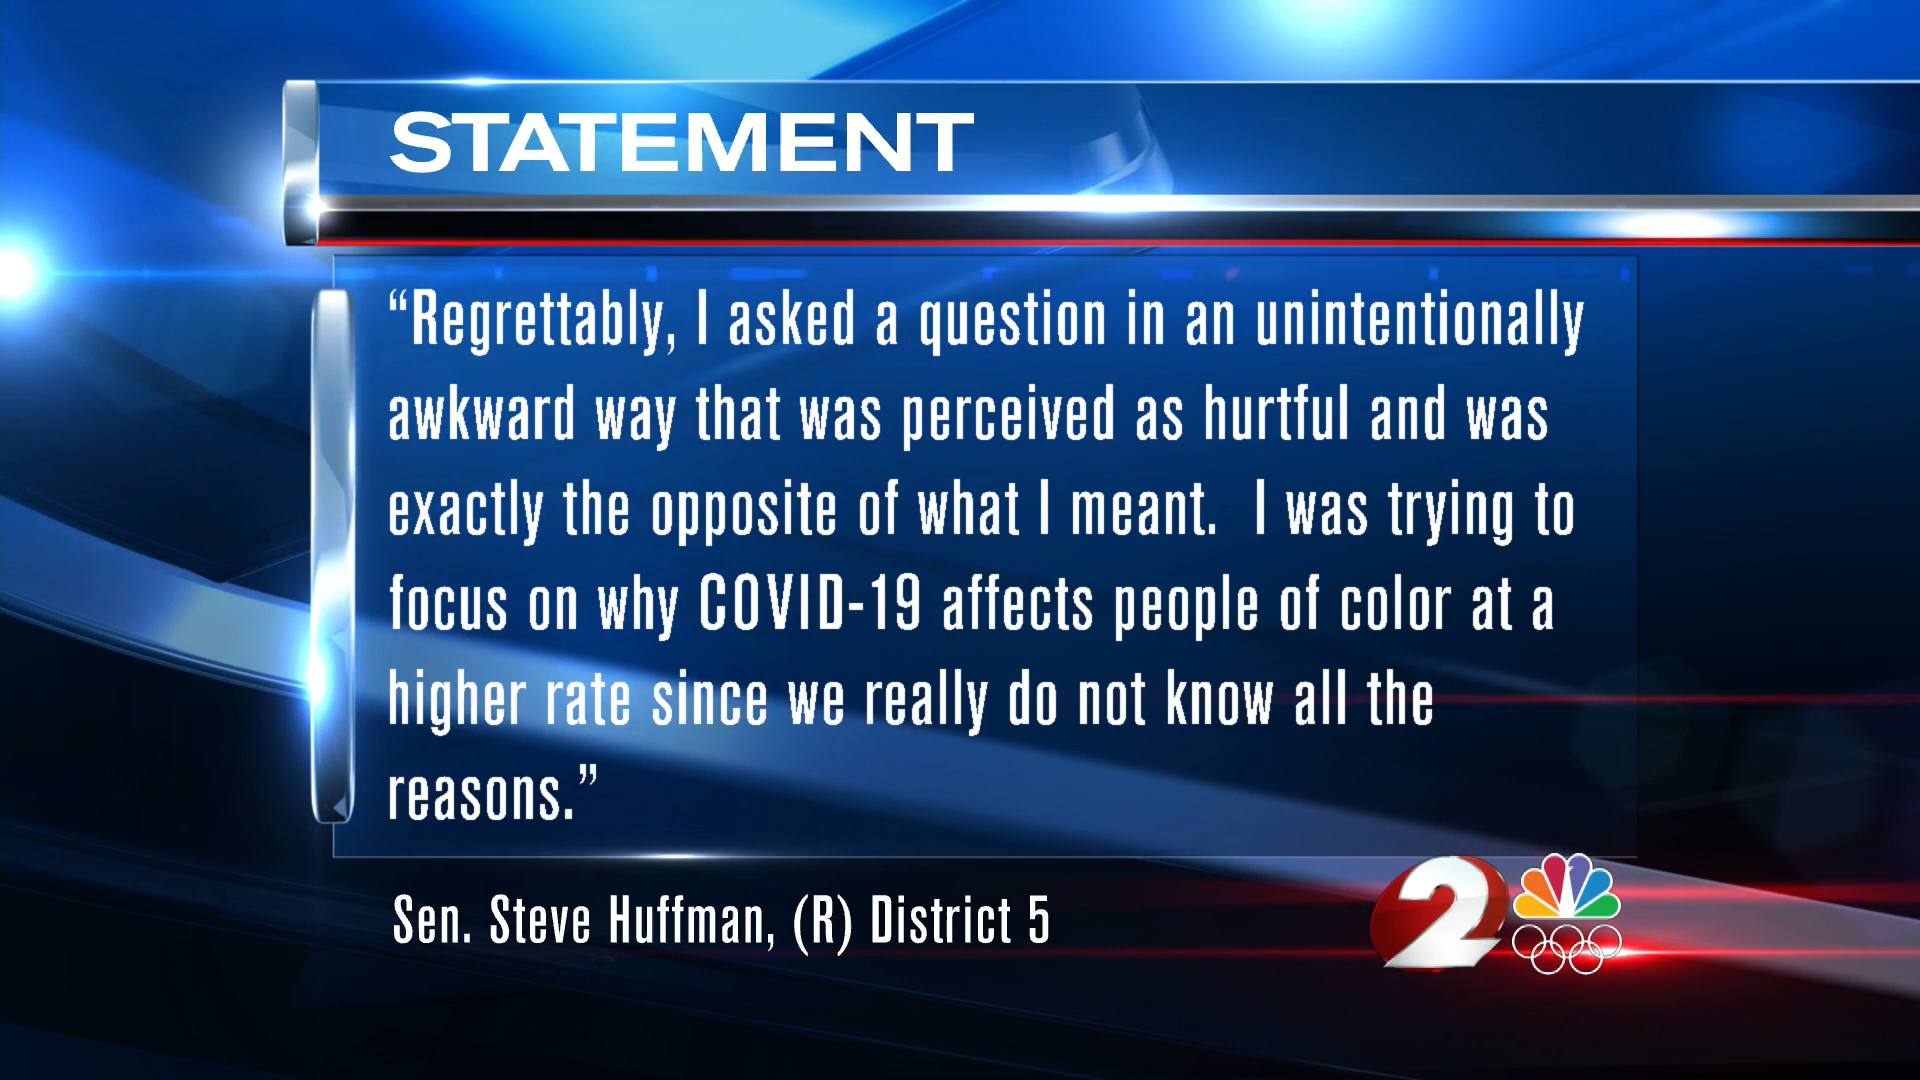 STATEMENT
“Regrettably, I asked a question in an unintentionally
awkward way that was perceived as hurtful and was
exactly the opposite of what I meant.  I was trying to
focus on why COVID-19 affects people of color at a
higher rate since we really do not know all the
reasons.”
Sen. Steve Huffman, (R) District 5
2